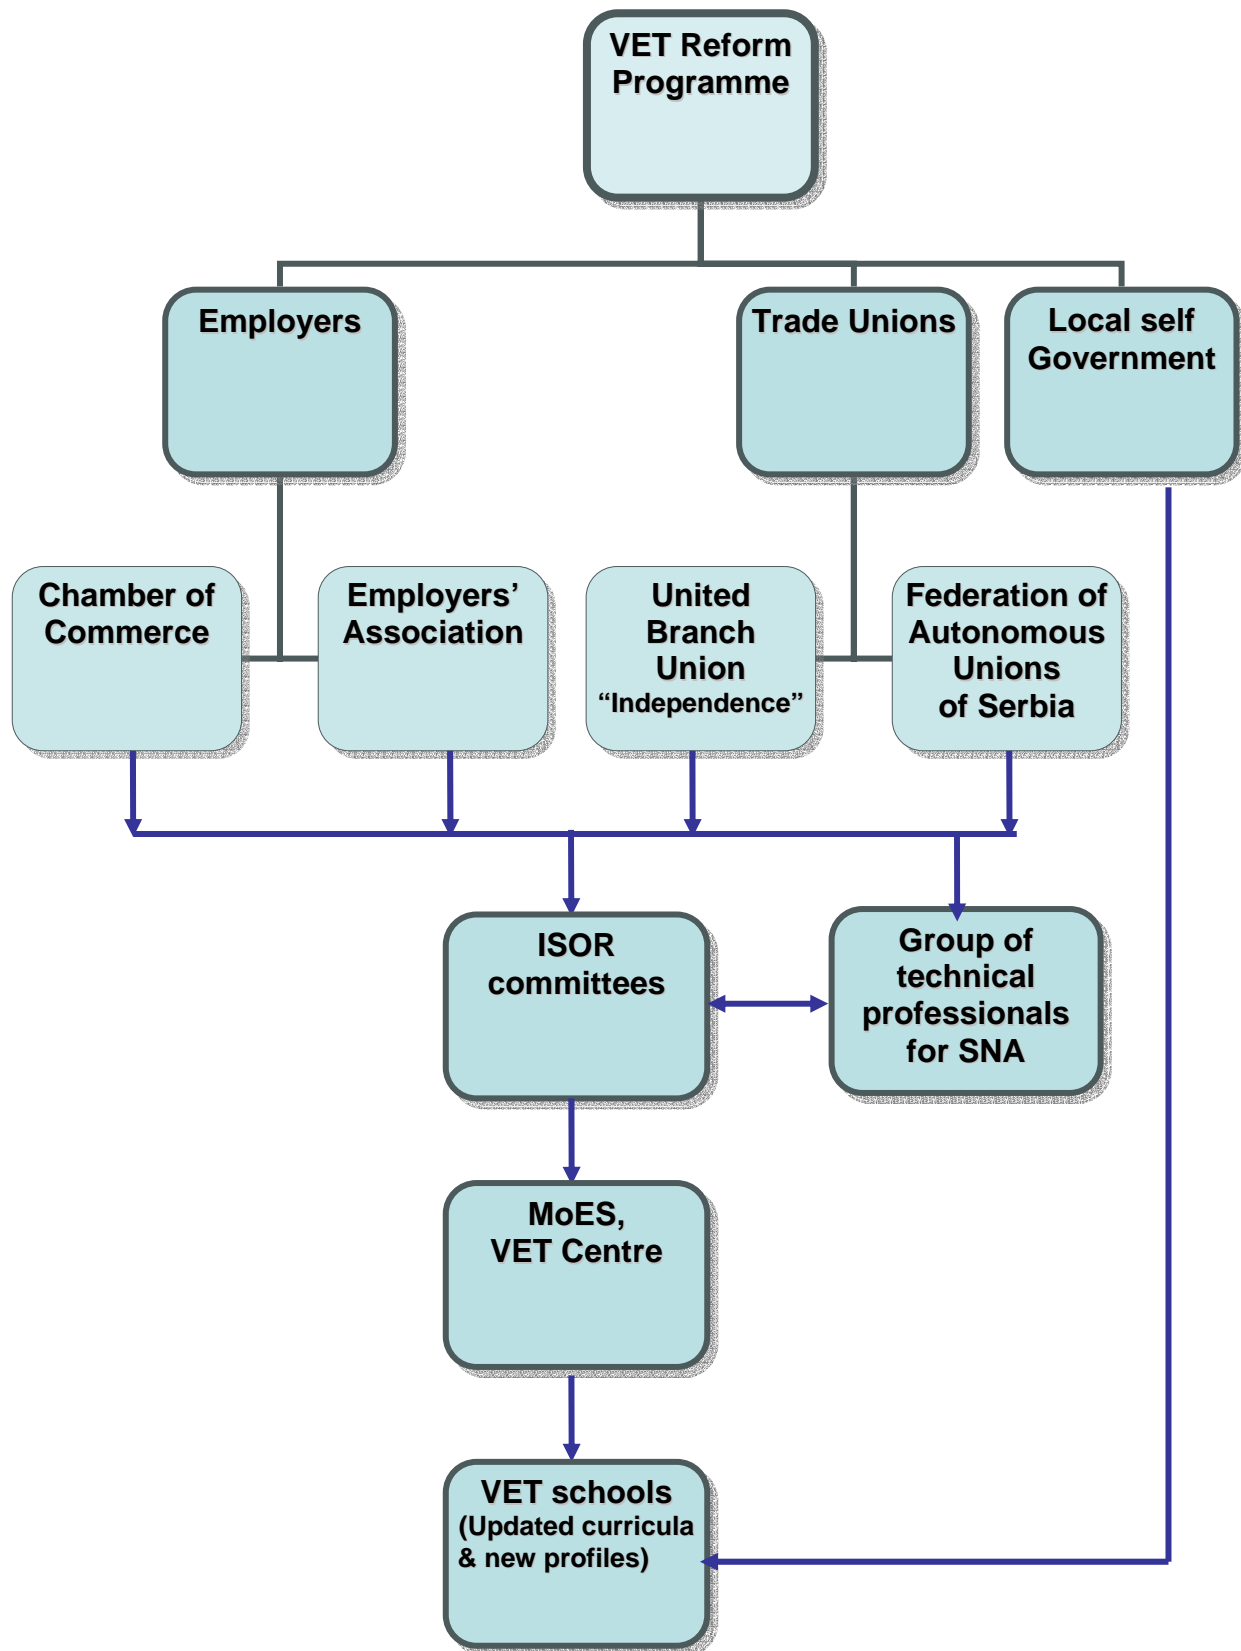 VET Reform
Programme
Employers
Trade Unions
Local self
Government
Chamber of
Commerce
Employers’
Association
United
Branch
Union
“Independence”
Federation of
Autonomous
Unions
of Serbia
ISOR
committees
Group of
technical
professionals
for SNA
MoES,
VET Centre
VET schools
(Updated curricula
& new profiles)